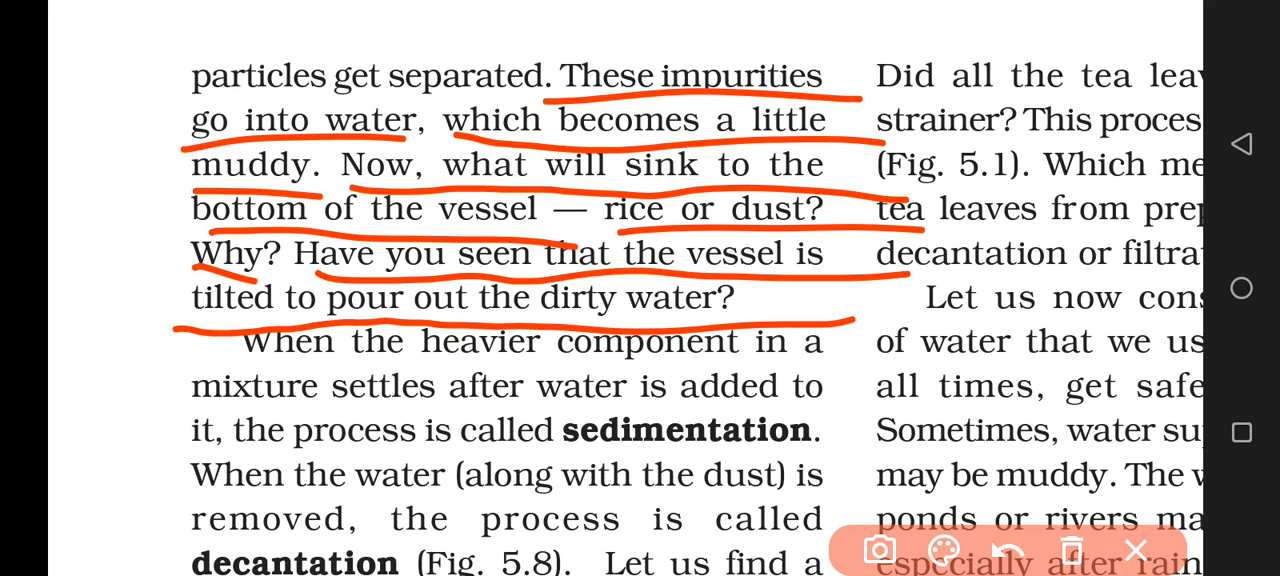 particles get separated. These impurities
go into water, which becomes a little
muddy. Now, what will sink to the
bottom of the vessel — rice or dust?
Why? Have you seen that the vessel is
tilted to pour out the dirty water?
When the heavier component in a
mixture settles after water is added to
it, the process is called sedimentation.
When the water (along with the dust) is
removed, the process is called
decantation (Fig. 5.8). Let us find a
Did all the tea
strainer? This
(Fig. 5.1). Which
tea leaves from
decantation or
Let us now
of water that we
all times, get
Sometimes, water
may be muddy. The
ponds or rivers
especially after rain